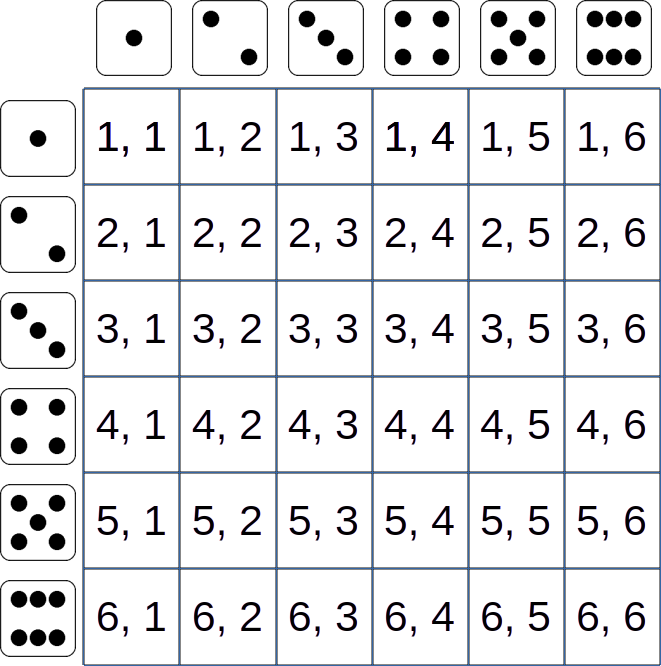 1, 1 1, 2 1, 3 1, 4 1, 5 1, 6
2, 1 2, 2 2, 3 2, 4 2, 5 2, 6
3, 1 3, 2 3, 3 3, 4 3, 5 3, 6
4, 1 4, 2 4, 3 4, 4 4, 5 4, 6
5, 1 5, 2 5, 3 5, 4 5, 5 5, 6
6, 1 6, 2 6, 3 6, 4 6, 5 6, 6